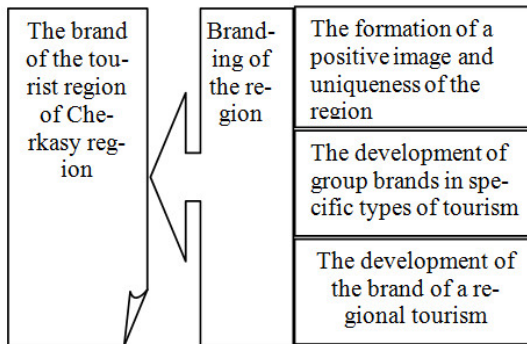 The brand
of the tou-
rist region
of Che-
rkasy reg-
ion
Brand-
ing of
the re-
gion
The formation of a
positive image and
uniqueness of the
region
The development of
group brands in spe-
cific types of tourism
The development of
the brand of a re-
gional tourism